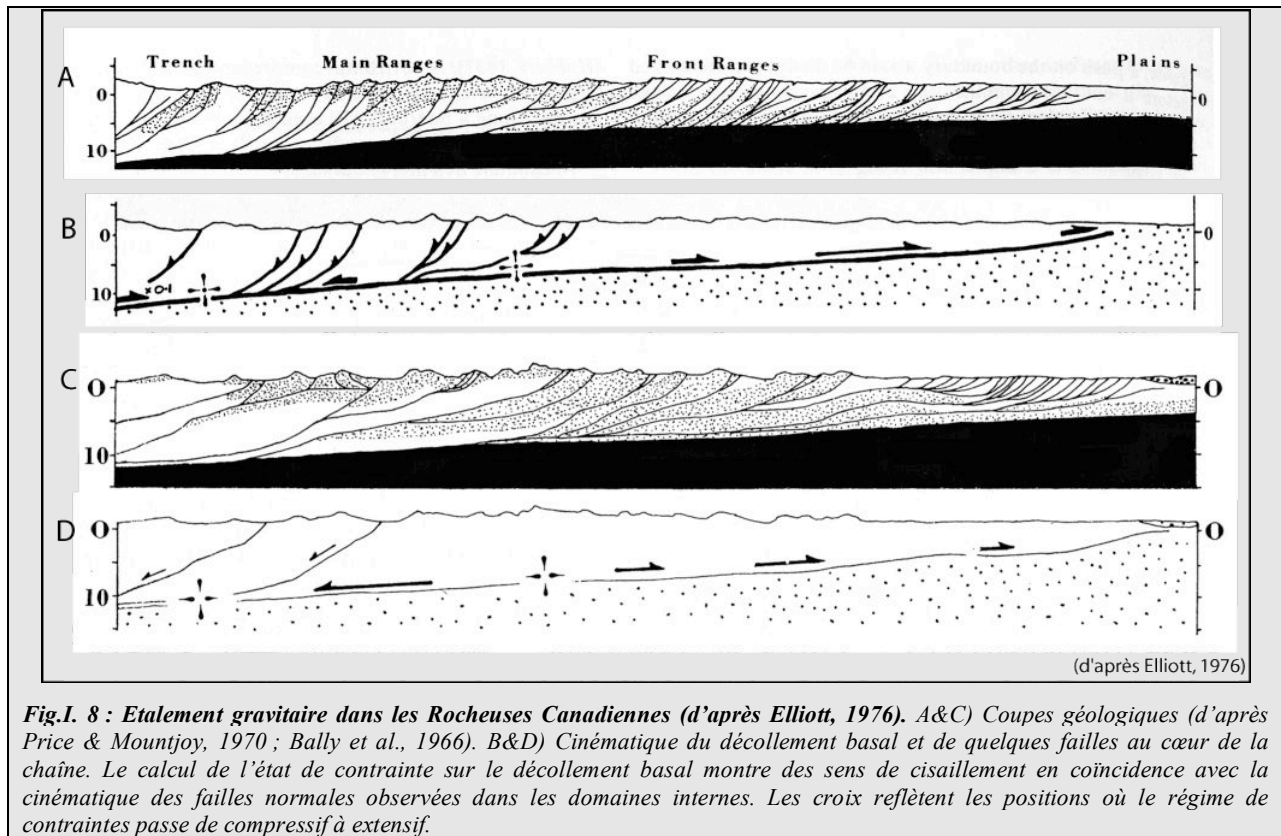 A
Trench Main Ranges Front Ranges Plains
0 0
10
B
0 0
10
C
O O
10
D
O O
10
(d'après Elliott, 1976)
Fig.I. 8 : Etalement gravitaire dans les Rocheuses Canadiennes (d’après Elliott, 1976). A&C) Coupes géologiques (d’après
Price & Mountjoy, 1970 ; Bally et al., 1966). B&D) Cinématique du décollement basal et de quelques failles au cœur de la
chaîne. Le calcul de l’état de contrainte sur le décollement basal montre des sens de cisaillement en coïncidence avec la
cinématique des failles normales observées dans les domaines internes. Les croix reflètent les positions où le régime de
contraintes passe de compressif à extensif.